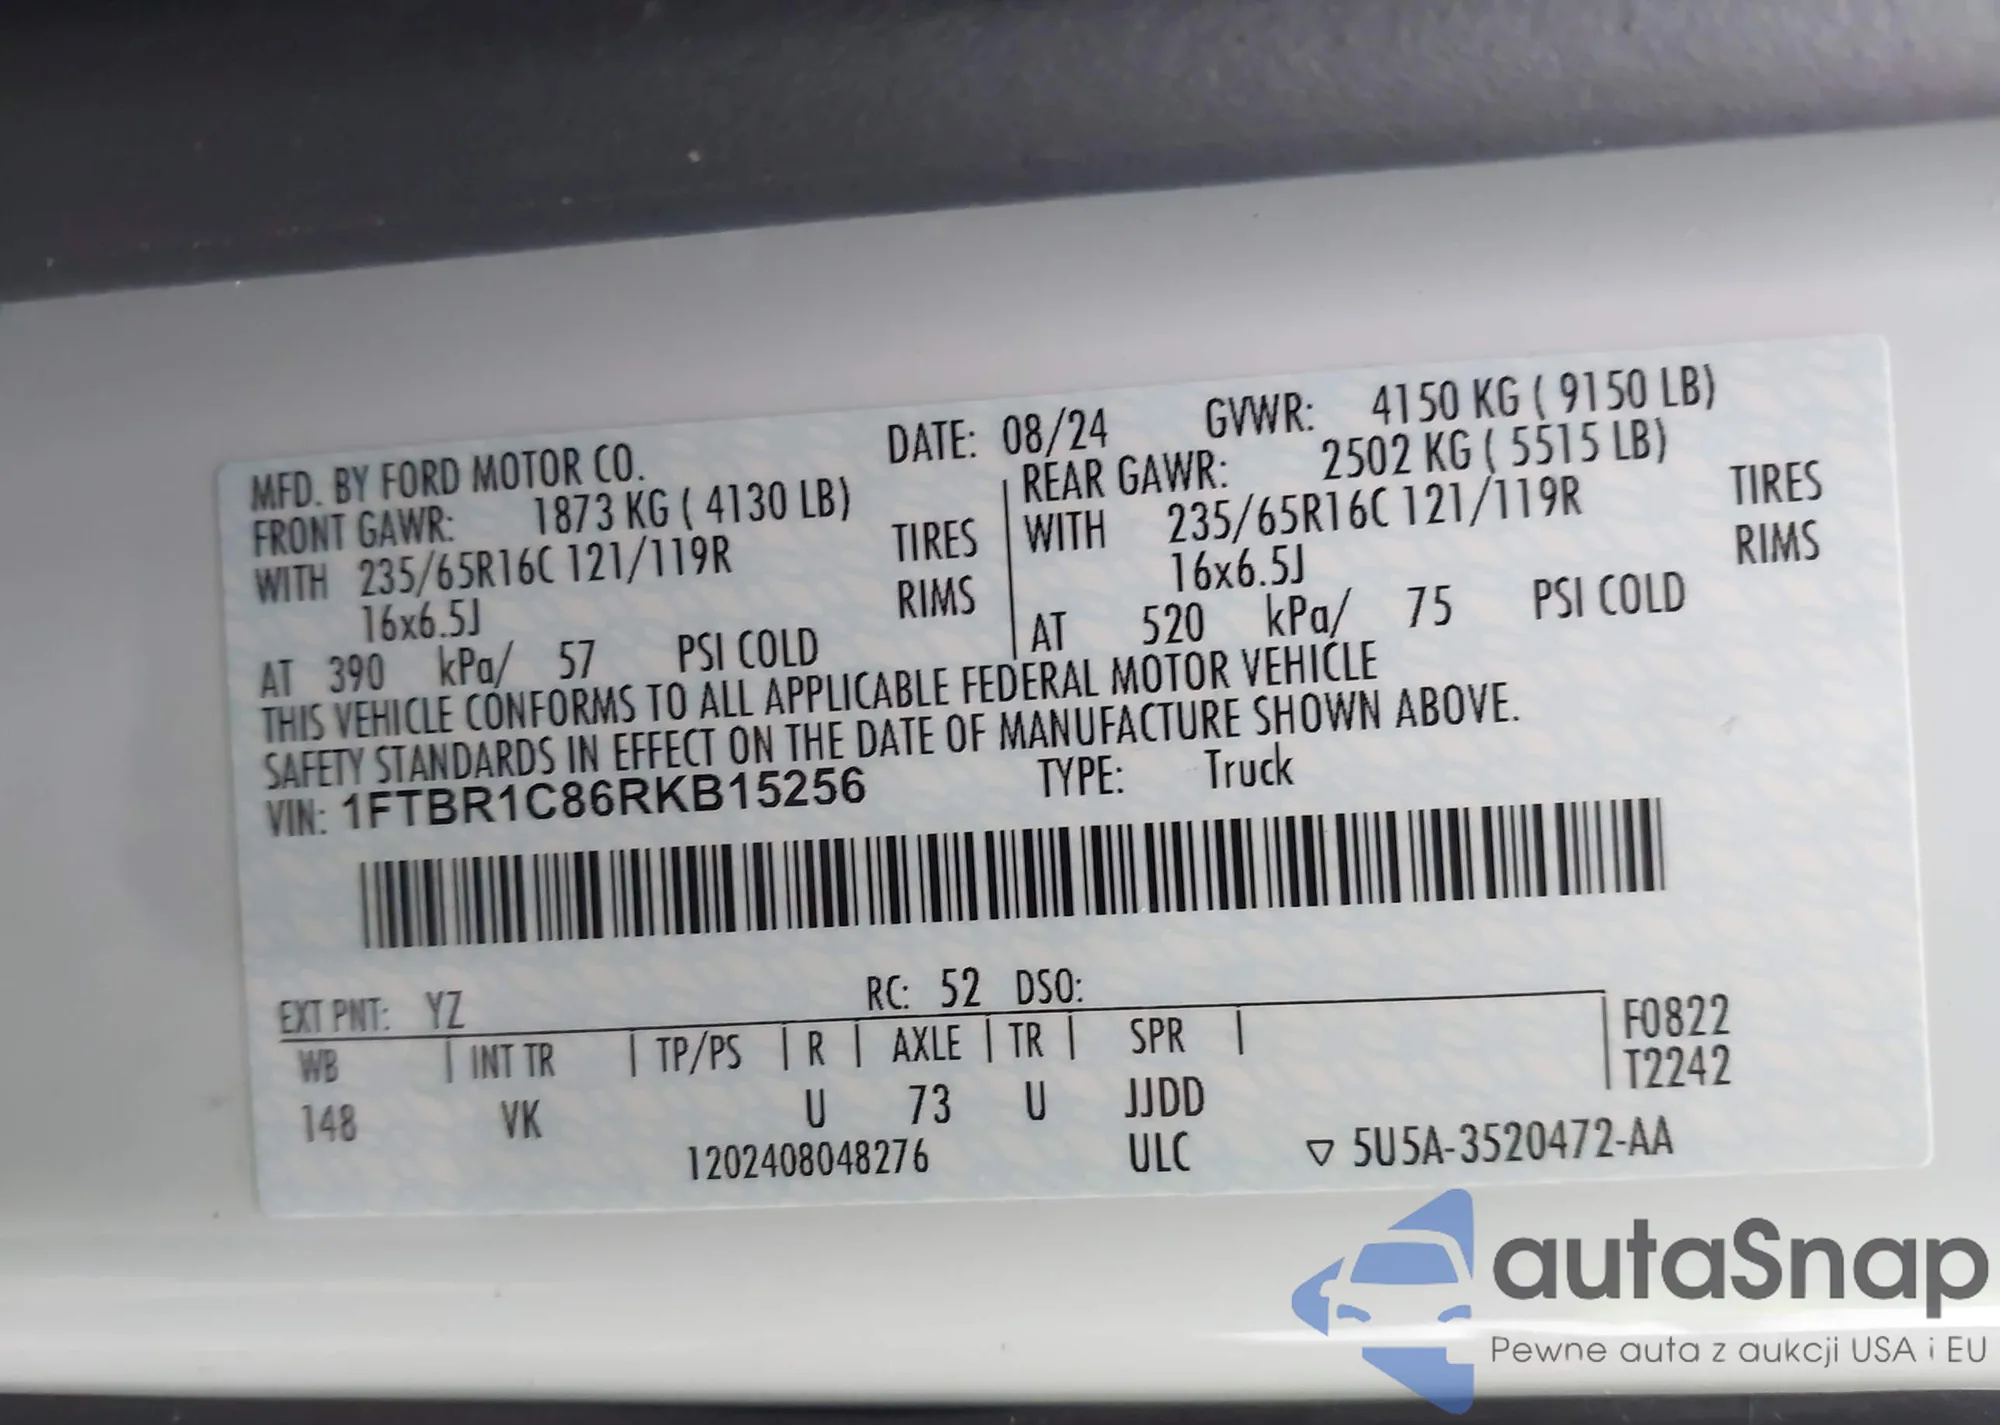 MFD. BY FORD MOTOR CO. DATE: 08/24 GVWR: 4150 KG ( 9150 LB)
FRONT GAWR: 1873 KG ( 4130 LB) REAR GAWR: 2502 KG ( 5515 LB)
WITH 235/65R16C 121/119R TIRES WITH 235/65R16C 121/119R TIRES
16x6.5J RIMS 16x6.5J RIMS
AT 390 kPa/ 57 PSI COLD AT 520 kPa/ 75 PSI COLD
THIS VEHICLE CONFORMS TO ALL APPLICABLE FEDERAL MOTOR VEHICLE
SAFETY STANDARDS IN EFFECT ON THE DATE OF MANUFACTURE SHOWN ABOVE.
VIN: 1FTBR1C86RKB15256 TYPE: Truck
EXT PNT: YZ RC: 52 DSO:
WB | INT TR | TP/PS | R | AXLE | TR | SPR | F0822
148 VK U 73 U JJDD T2242
1202408048276 ULC ▽ 5U5A-3520472-AA
autaSnap
Pewne auta z aukcji USA i EU